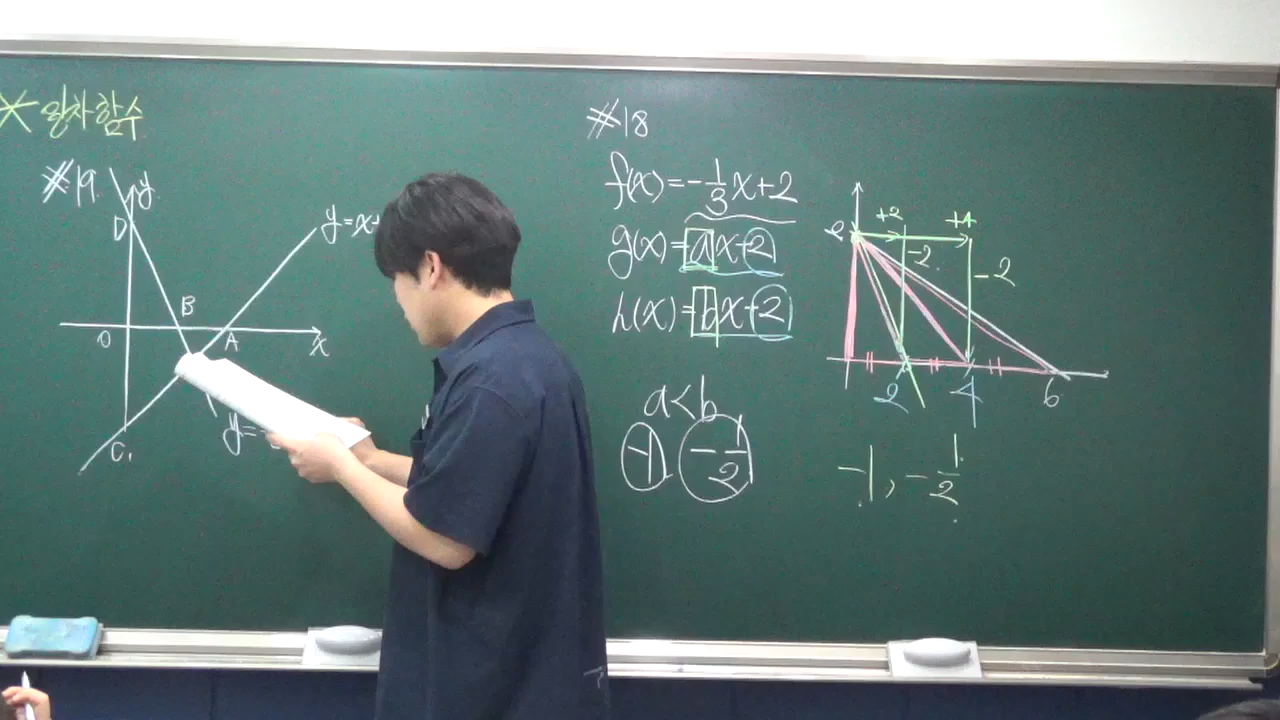 일차함수
#19.
y
D
B
y=x+
O
A
x
C
y=-
#18
f(x)=-1/3x+2
g(x)=ax+2
h(x)=bx+2
a<b
-1, -1/2
+2
+4
2
-2
-2
2
4
6
-1, -1/2